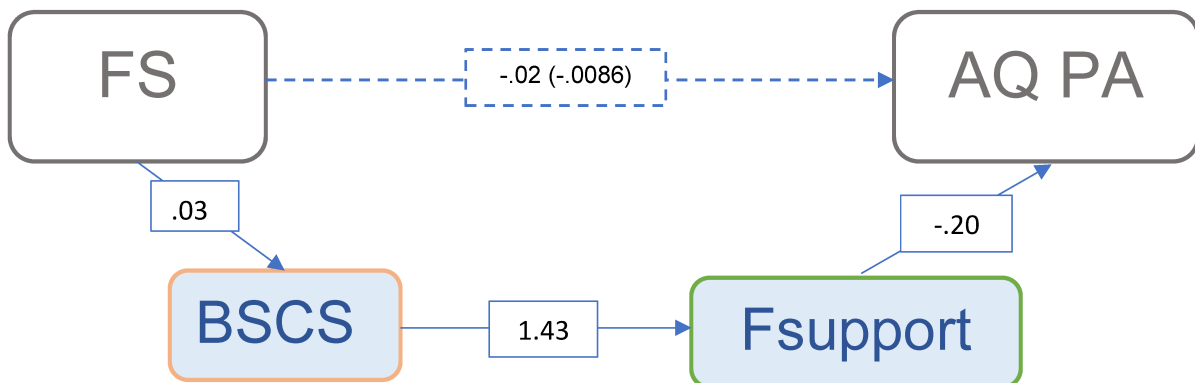 FS
-.02 (-.0086)
AQ PA
.03
-.20
BSCS
1.43
Fsupport